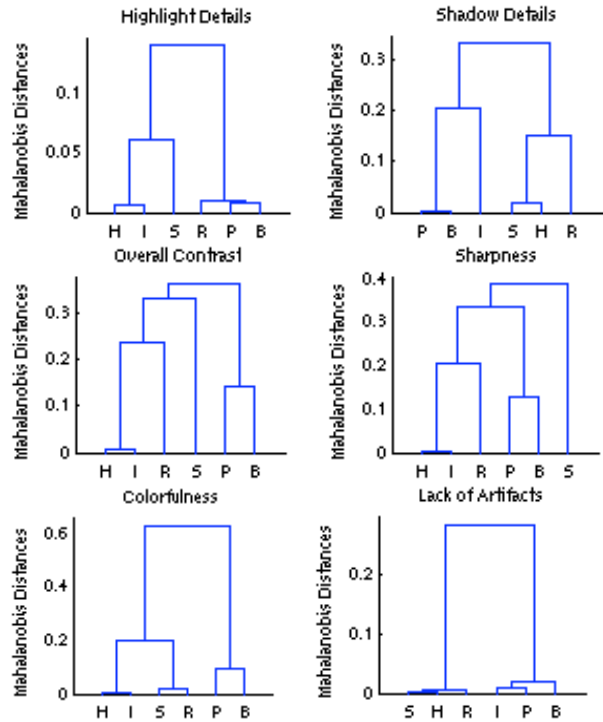 Highlight Details
Mahalanobis Distances
0.1
0.05
0
H I S R P B
Shadow Details
Mahalanobis Distances
0.3
0.2
0.1
0
P B I S H R
Overall Contrast
Mahalanobis Distances
0.3
0.2
0.1
0
H I R S P B
Sharpness
Mahalanobis Distances
0.4
0.3
0.2
0.1
0
H I R P B S
Colorfulness
Mahalanobis Distances
0.6
0.4
0.2
0
H I S R P B
Lack of Artifacts
Mahalanobis Distances
0.2
0.1
0
S H R I P B